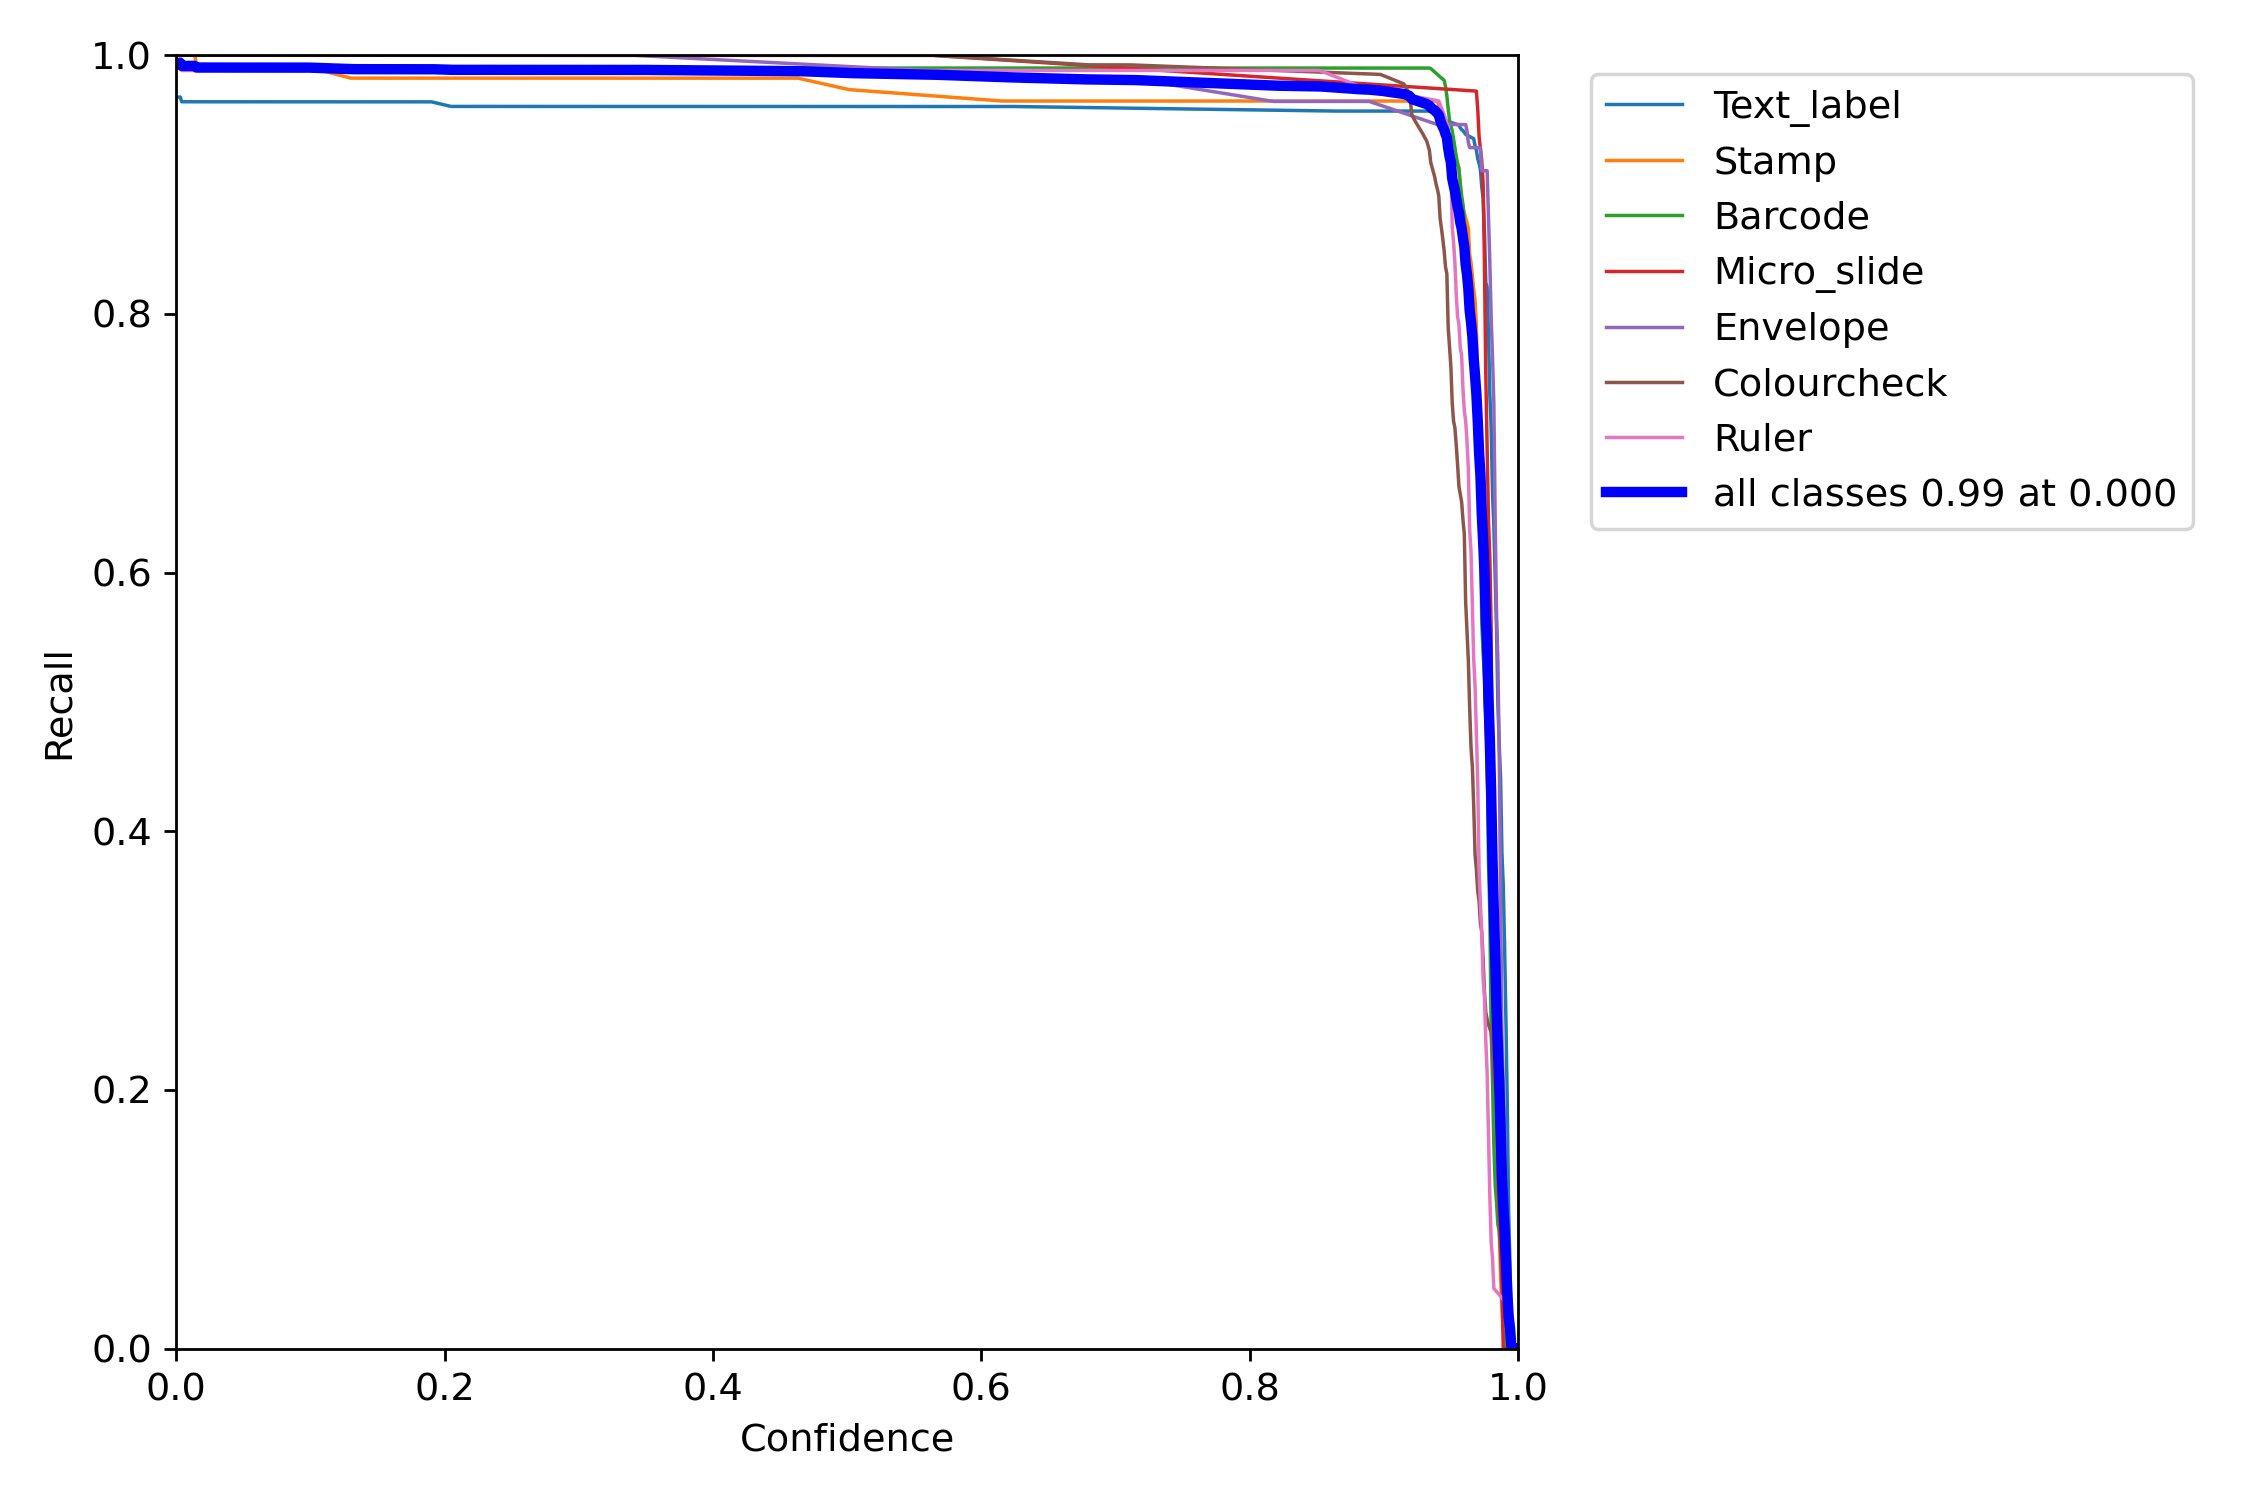 1.0
0.8
0.6
0.4
0.2
0.0
Recall
0.0 0.2 0.4 0.6 0.8 1.0
Confidence
Text_label
Stamp
Barcode
Micro_slide
Envelope
Colourcheck
Ruler
all classes 0.99 at 0.000